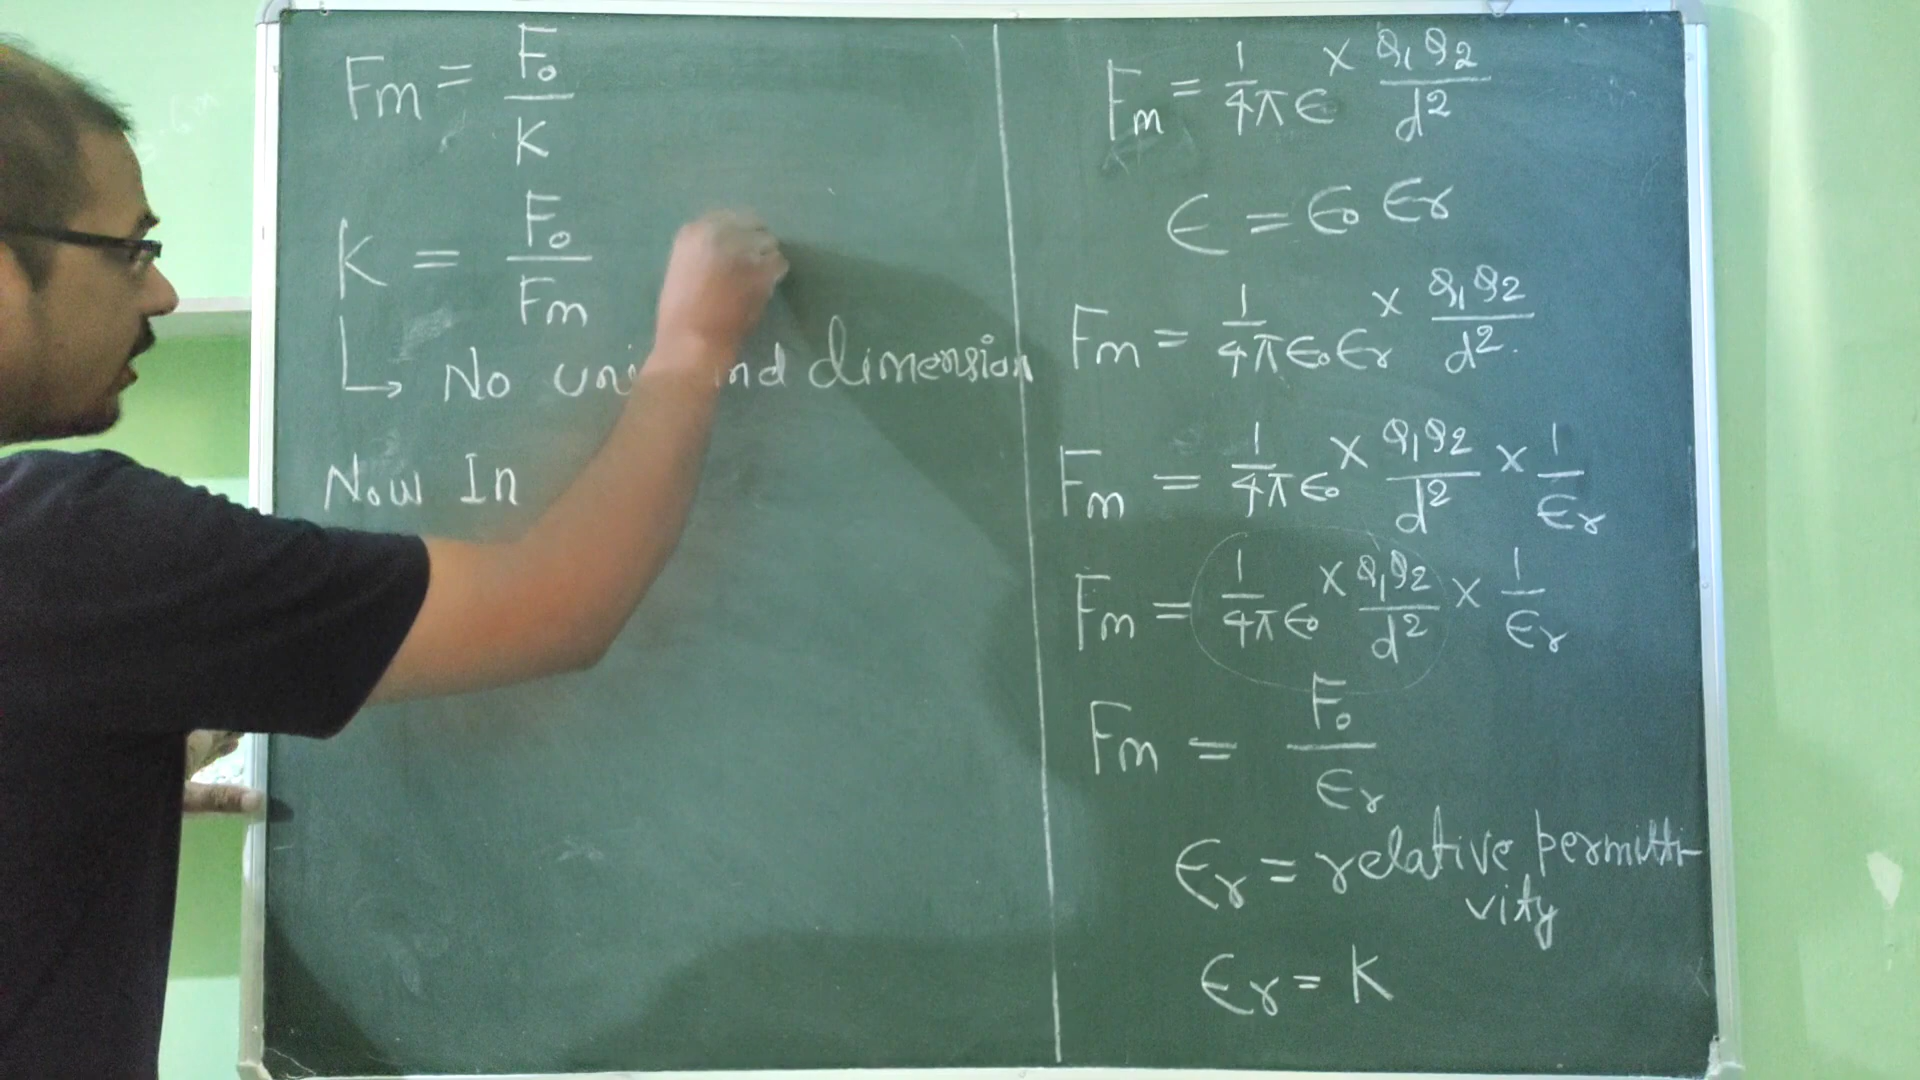 Fm = F₀/K
K = F₀/Fm
↳ No and dimension
Now In
Fm = 1/4πϵ × Q₁Q₂/d²
ϵ = ϵ₀ ϵr
Fm = 1/4πϵ₀ϵr × Q₁Q₂/d².
Fm = 1/4πϵ₀ × Q₁Q₂/d² × 1/ϵr
Fm = 1/4πϵ₀ × Q₁Q₂/d² × 1/ϵr
Fm = F₀/ϵr
ϵr = relative permitti-
vity
ϵr = K